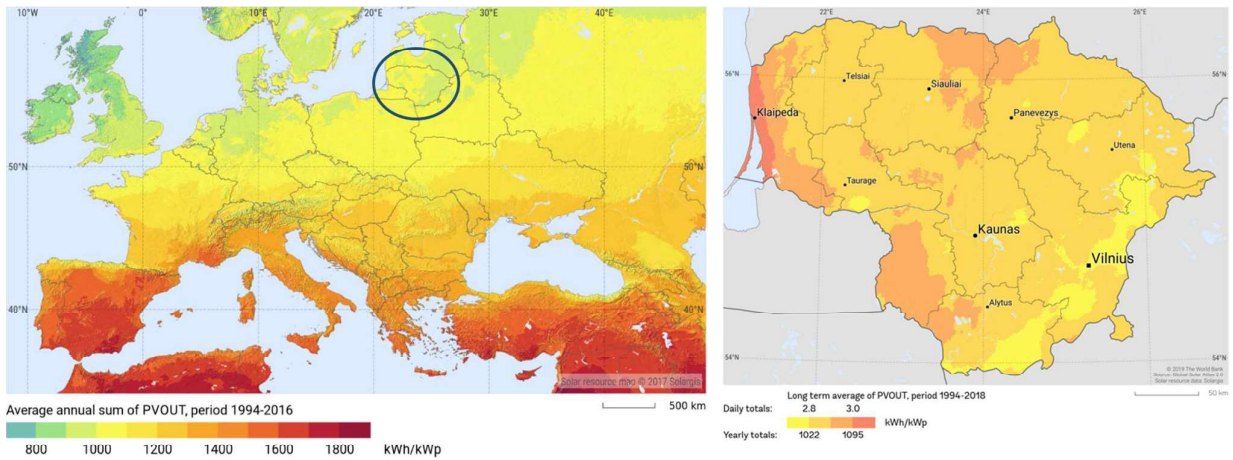 10°W 0° 10°E 20°E 30°E 40°E
50°N
40°N 40°N
Solar resource map © 2017 Solargis
Average annual sum of PVOUT, period 1994-2016
500 km
800 1000 1200 1400 1600 1800 kWh/kWp
22°E 24°E 26°E
56°N 56°N
Telsiai
Siauliai
Klaipeda
Panevezys
Utena
Taurage
Kaunas
Vilnius
Alytus
54°N 54°N
© 2019 The World Bank
Solar resource data: Solargis
50 km
Long term average of PVOUT, period 1994-2018
Daily totals: 2.8 3.0
kWh/kWp
Yearly totals: 1022 1095